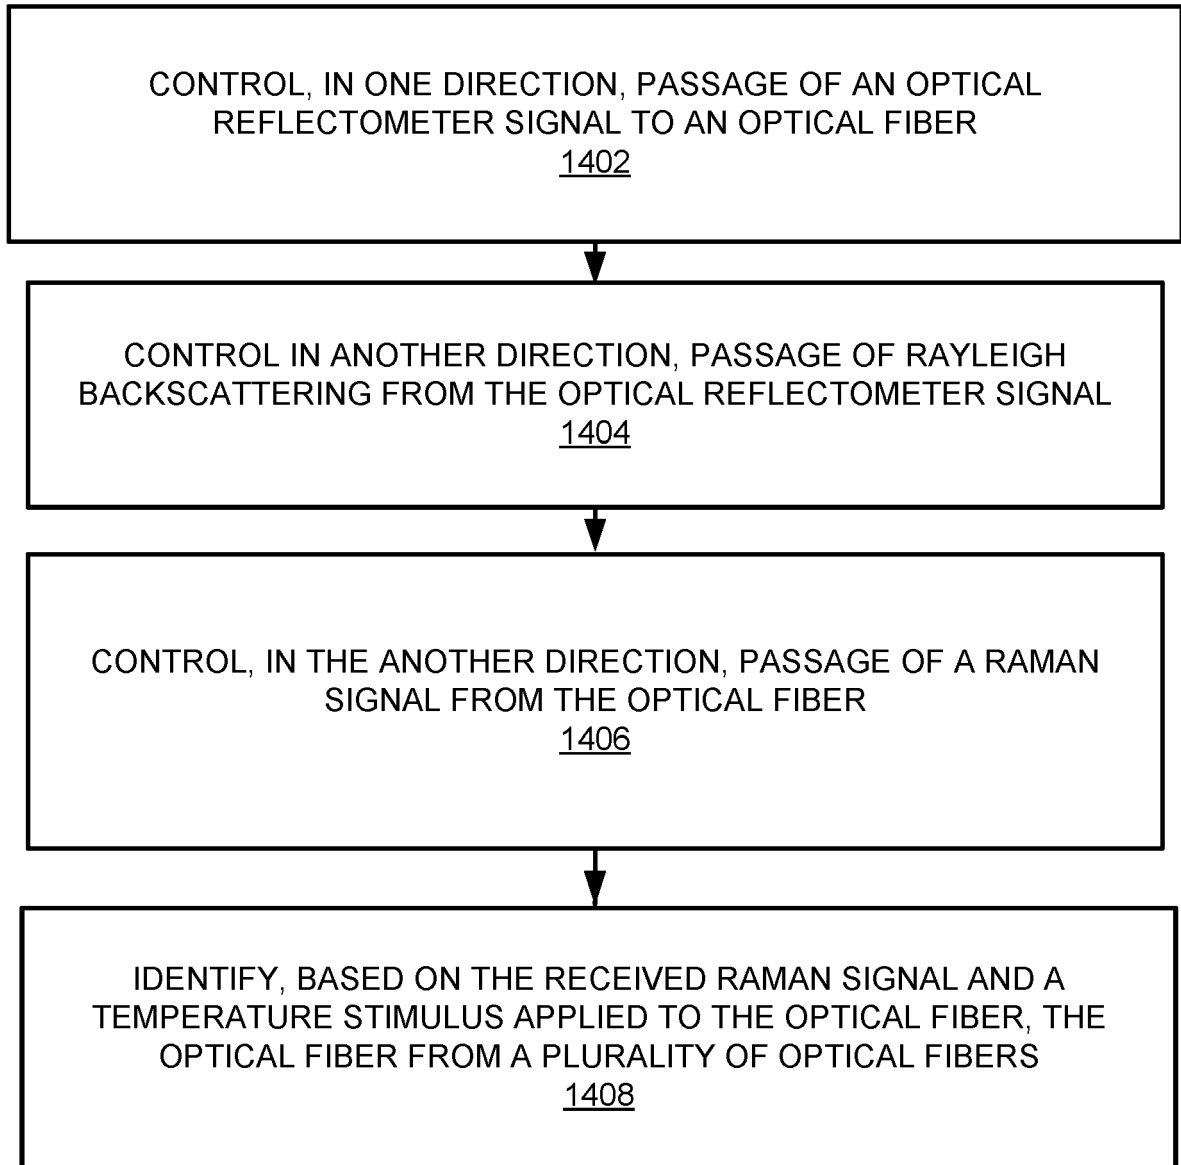 CONTROL, IN ONE DIRECTION, PASSAGE OF AN OPTICAL
REFLECTOMETER SIGNAL TO AN OPTICAL FIBER
1402
CONTROL IN ANOTHER DIRECTION, PASSAGE OF RAYLEIGH
BACKSCATTERING FROM THE OPTICAL REFLECTOMETER SIGNAL
1404
CONTROL, IN THE ANOTHER DIRECTION, PASSAGE OF A RAMAN
SIGNAL FROM THE OPTICAL FIBER
1406
IDENTIFY, BASED ON THE RECEIVED RAMAN SIGNAL AND A
TEMPERATURE STIMULUS APPLIED TO THE OPTICAL FIBER, THE
OPTICAL FIBER FROM A PLURALITY OF OPTICAL FIBERS
1408